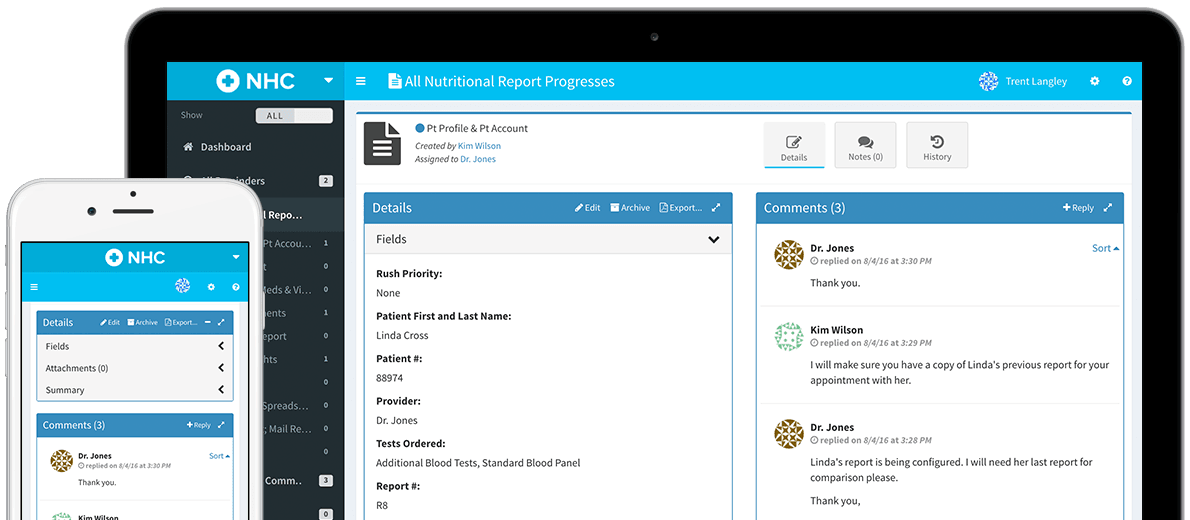 NHC
All Nutritional Report Progresses
Trent Langley
Show
ALL
Dashboard
2
Pt Profile & Pt Account
Created by Kim Wilson
Assigned to Dr. Jones
Details
Notes (0)
History
l Repo...
Pt Accou... 1
0
Meds & Vi... 0
1
0
1
0
Spreads... 0
; Mail Re... 0
0
Comm.. 3
0
Details
Edit
Archive
Export...
Fields
Rush Priority:
None
Patient First and Last Name:
Linda Cross
Patient #:
88974
Provider:
Dr. Jones
Tests Ordered:
Additional Blood Tests, Standard Blood Panel
Report #:
R8
Comments (3)
Reply
Sort
Dr. Jones
replied on 8/4/16 at 3:30 PM
Thank you.
Kim Wilson
replied on 8/4/16 at 3:29 PM
I will make sure you have a copy of Linda's previous report for your
appointment with her.
Dr. Jones
replied on 8/4/16 at 3:28 PM
Linda's report is being configured. I will need her last report for
comparison please.
Thank you,
NHC
Details
Edit
Archive
Export...
Fields
Attachments (0)
Summary
Comments (3)
Reply
Dr. Jones
Sort
replied on 8/4/16 at 3:30 PM
Thank you.
Kim Wilson